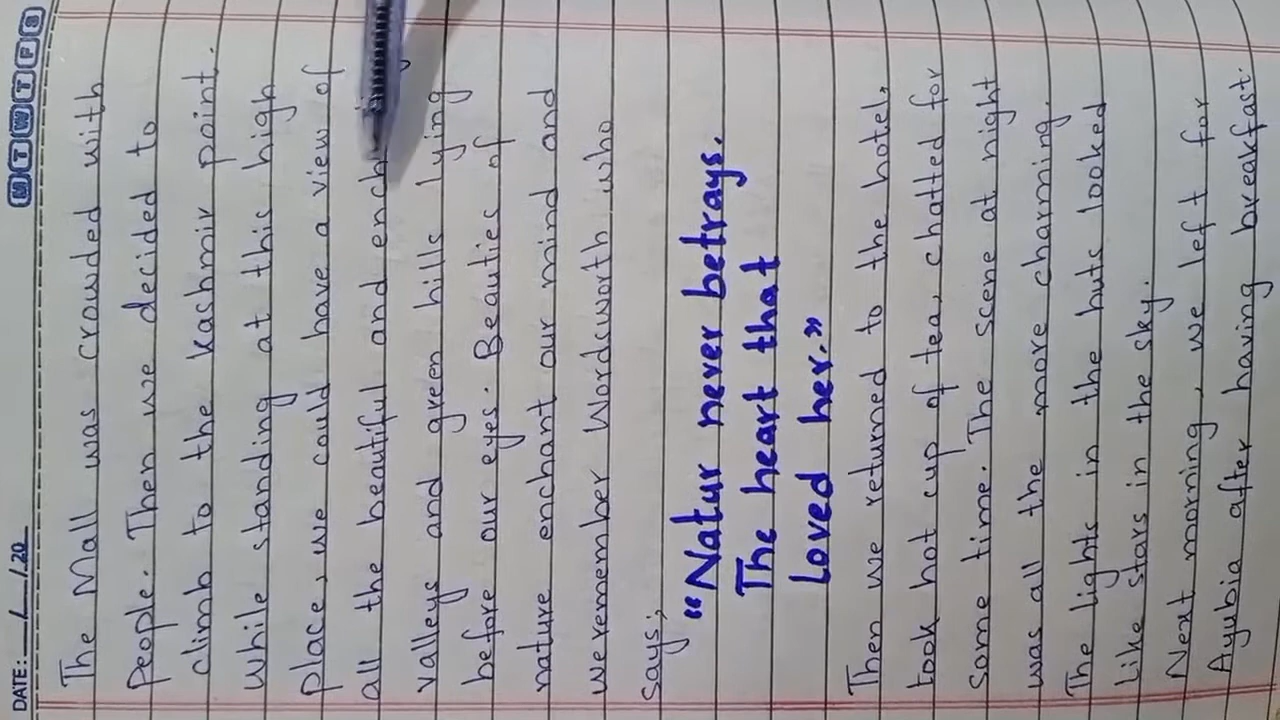 DATE: __/__/20__
M T W T F S
The Mall was crowded with
People. Then we decided to
climb to the Kashmir point.
While standing at this high
place, we could have a view of
all the beautiful and
valleys and green hills lying
before our eyes. Beauties of
nature enchant our mind and
we remember Wordsworth who
says;
"Natur never betrays.
The heart that
Loved her."
Then we returned to the hotel,
took hot cup of tea, chatted for
some time. The scene at night
was all the more charming.
The lights in the huts looked
Like stars in the sky.
Next morning, we left for
Ayubia after having breakfast.